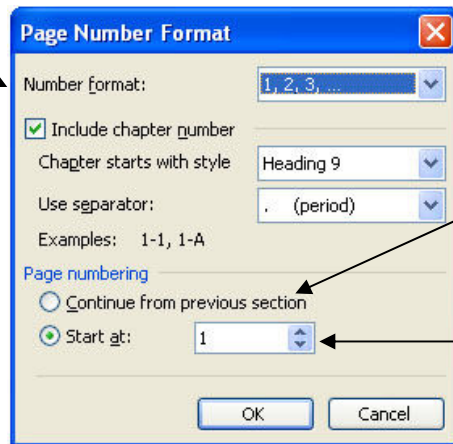 Page Number Format
Number format: 1, 2, 3, ...
Include chapter number
Chapter starts with style Heading 9
Use separator: . (period)
Examples: 1-1, 1-A
Page numbering
Continue from previous section
Start at: 1
OK Cancel